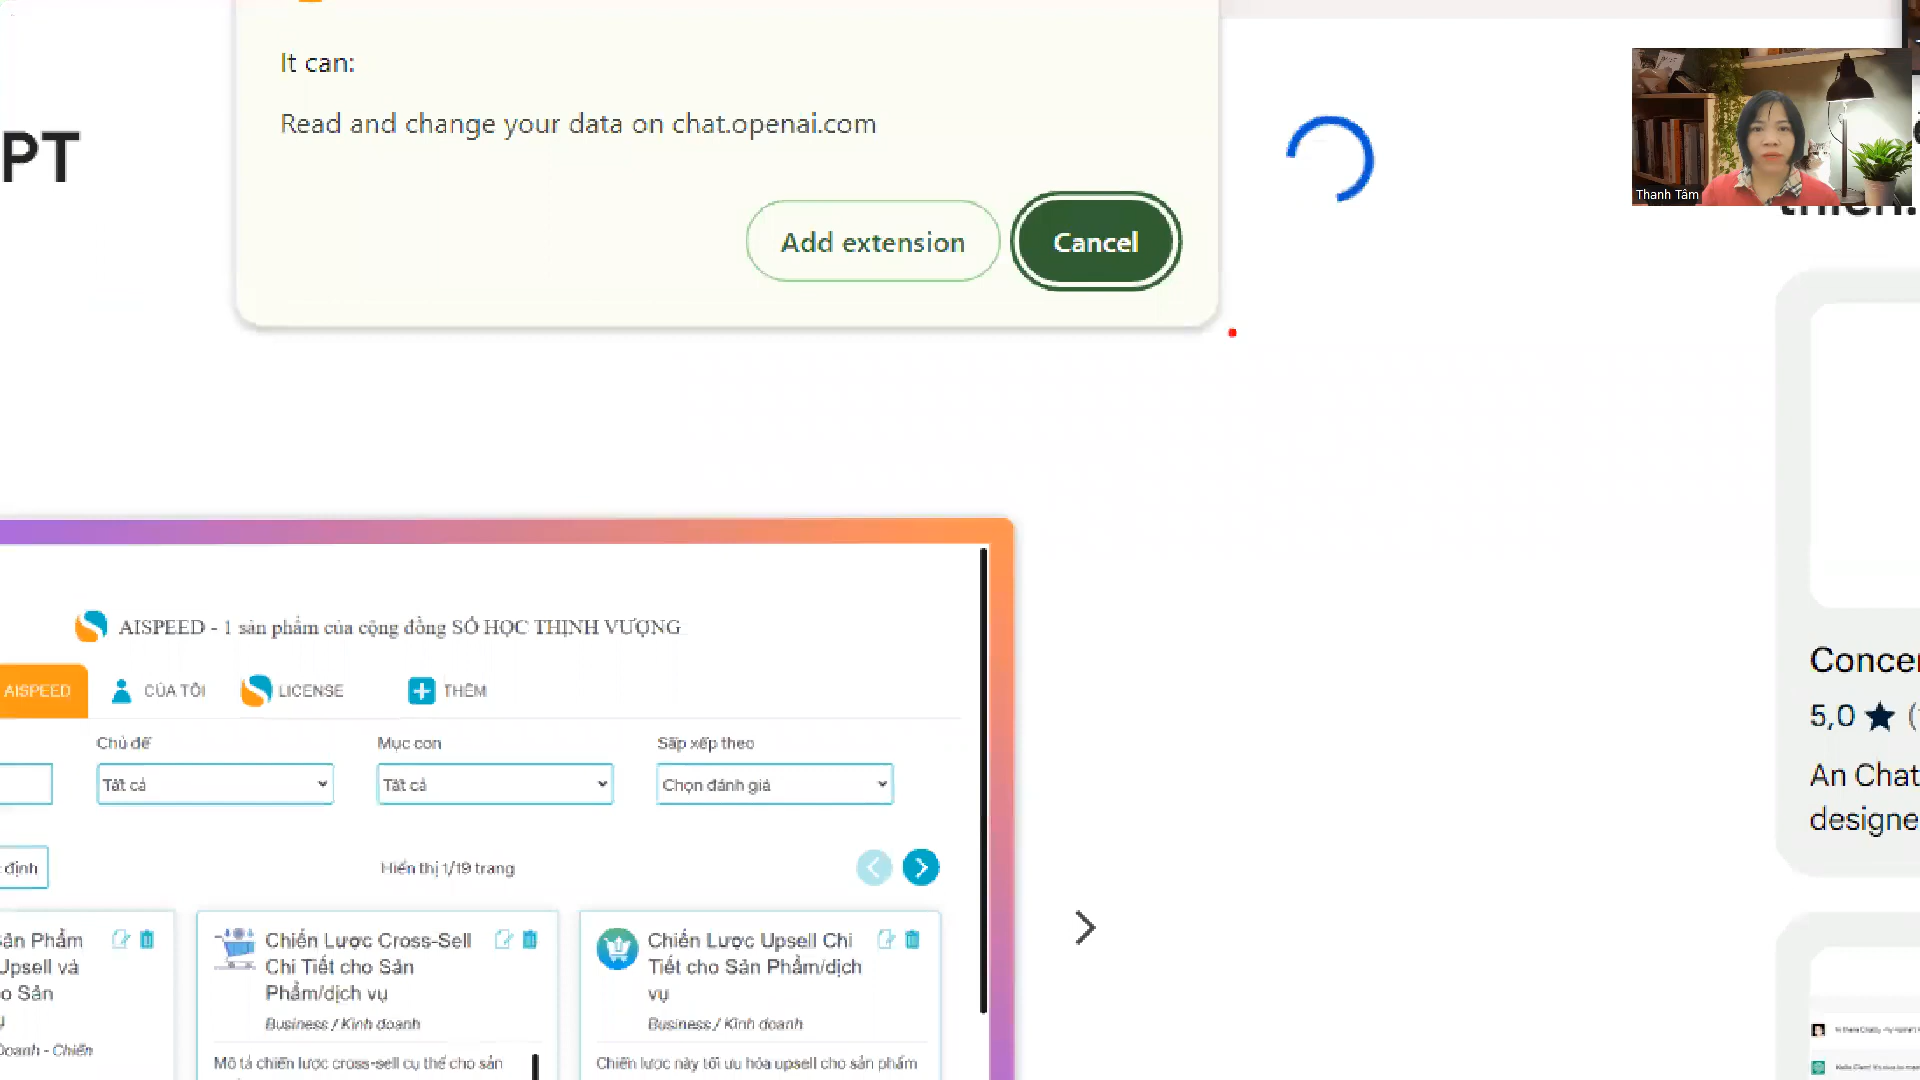 It can:
Read and change your data on chat.openai.com
PT
Add extension
Cancel
Thanh Tâm
AISPEED - 1 sản phẩm của cộng đồng SỐ HỌC THỊNH VƯỢNG
AISPEED
CỦA TÔI
LICENSE
THÊM
Chủ đề
Mục con
Sắp xếp theo
Tất cả
Tất cả
Chọn đánh giá
định
Hiển thị 1/19 trang
Sản Phẩm
Upsell và
Sản
Doanh - Chiến
Chiến Lược Cross-Sell
Chi Tiết cho Sản
Phẩm/dịch vụ
Business / Kinh doanh
Mô tả chiến lược cross-sell cụ thể cho sản
Chiến Lược Upsell Chi
Tiết cho Sản Phẩm/dịch
vụ
Business / Kinh doanh
Chiến lược này tối ưu hóa upsell cho sản phẩm
Concer
5,0
An Chat
designe